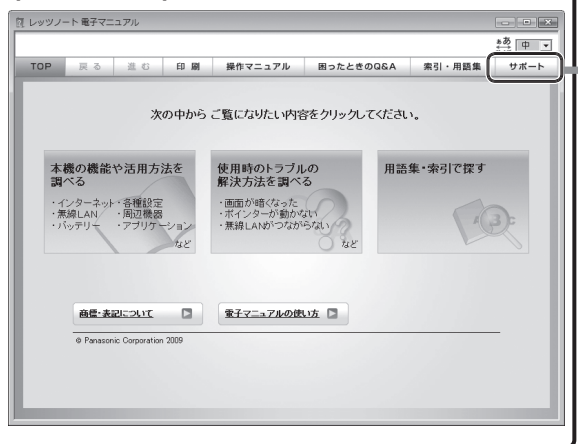 レッツノート 電子マニュアル
あ あ 中
TOP 戻る 進む 印刷 操作マニュアル 困ったときのQ&A 索引・用語集 サポート
次の中から ご覧になりたい内容をクリックしてください。
本機の機能や活用方法を
調べる
・インターネット・各種設定
・無線LAN ・周辺機器
・バッテリー ・アプリケーション
など
使用時のトラブルの
解決方法を調べる
・画面が暗くなった
・ポインターが動かない
・無線LANがつながらない
など
用語集・索引で探す
A B C
商標・表記について
電子マニュアルの使い方
© Panasonic Corporation 2009